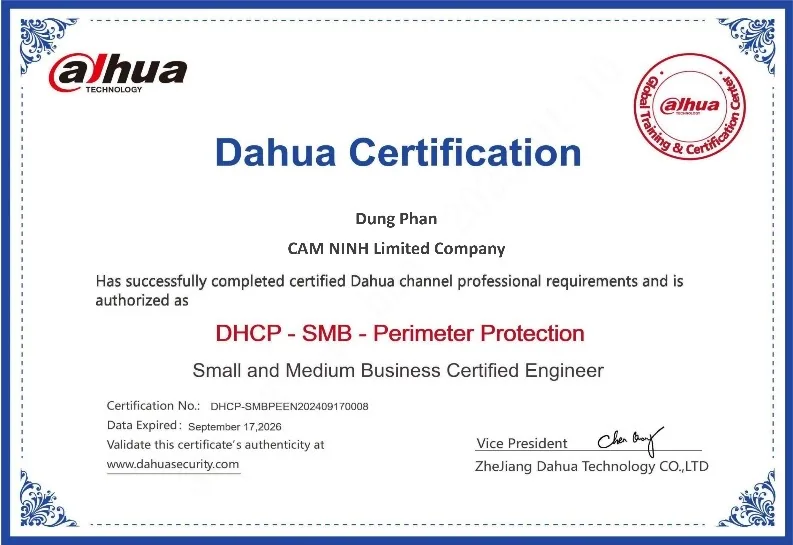 alhua
TECHNOLOGY
Global Training & Certification Center
alhua
TECHNOLOGY
Dahua Certification
Dung Phan
CAM NINH Limited Company
Has successfully completed certified Dahua channel professional requirements and is
authorized as
DHCP - SMB - Perimeter Protection
Small and Medium Business Certified Engineer
Certification No.: DHCP-SMBPEEN202409170008
Data Expired: September 17,2026
Validate this certificate's authenticity at
www.dahuasecurity.com
Vice President
ZheJiang Dahua Technology CO.,LTD